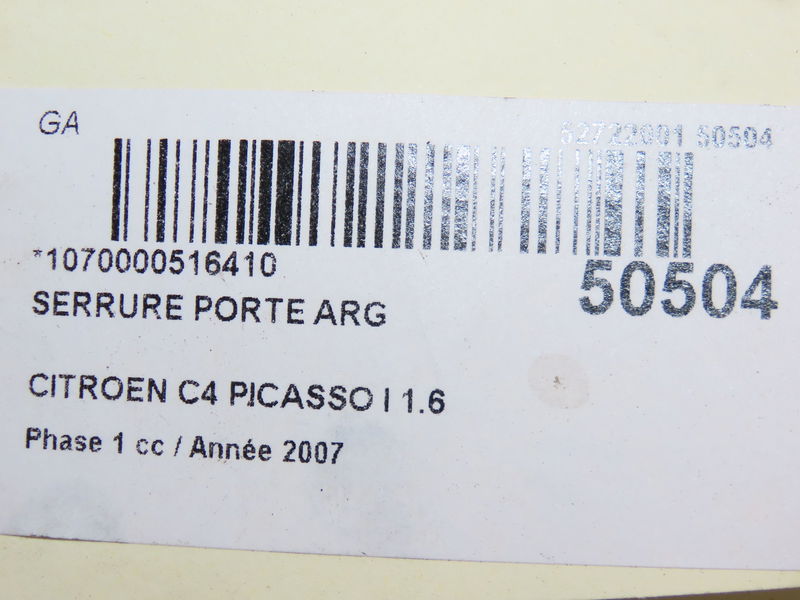 GA
62722001 50504
*1070000516410
50504
SERRURE PORTE ARG
CITROEN C4 PICASSO I 1.6
Phase 1 cc / Année 2007